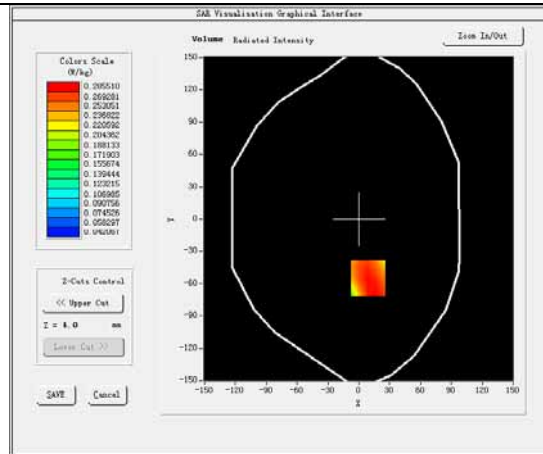 SAR Visualisation Graphical Interface
Volume Radiated Intensity
Zoom In/Out
Colors Scale
(W/kg)
0.285510
0.269281
0.253051
0.236822
0.220592
0.204362
0.188133
0.171903
0.155674
0.139444
0.123215
0.106985
0.090756
0.074526
0.058297
0.042067
150
120
90
60
30
0
-30
-60
-90
-120
-150
Y
-150 -120 -90 -60 -30 0 30 60 90 120 150
X
Z-Cuts Control
<< Upper Cut
Z = 4.0 mm
Lower Cut >>
SAVE Cancel